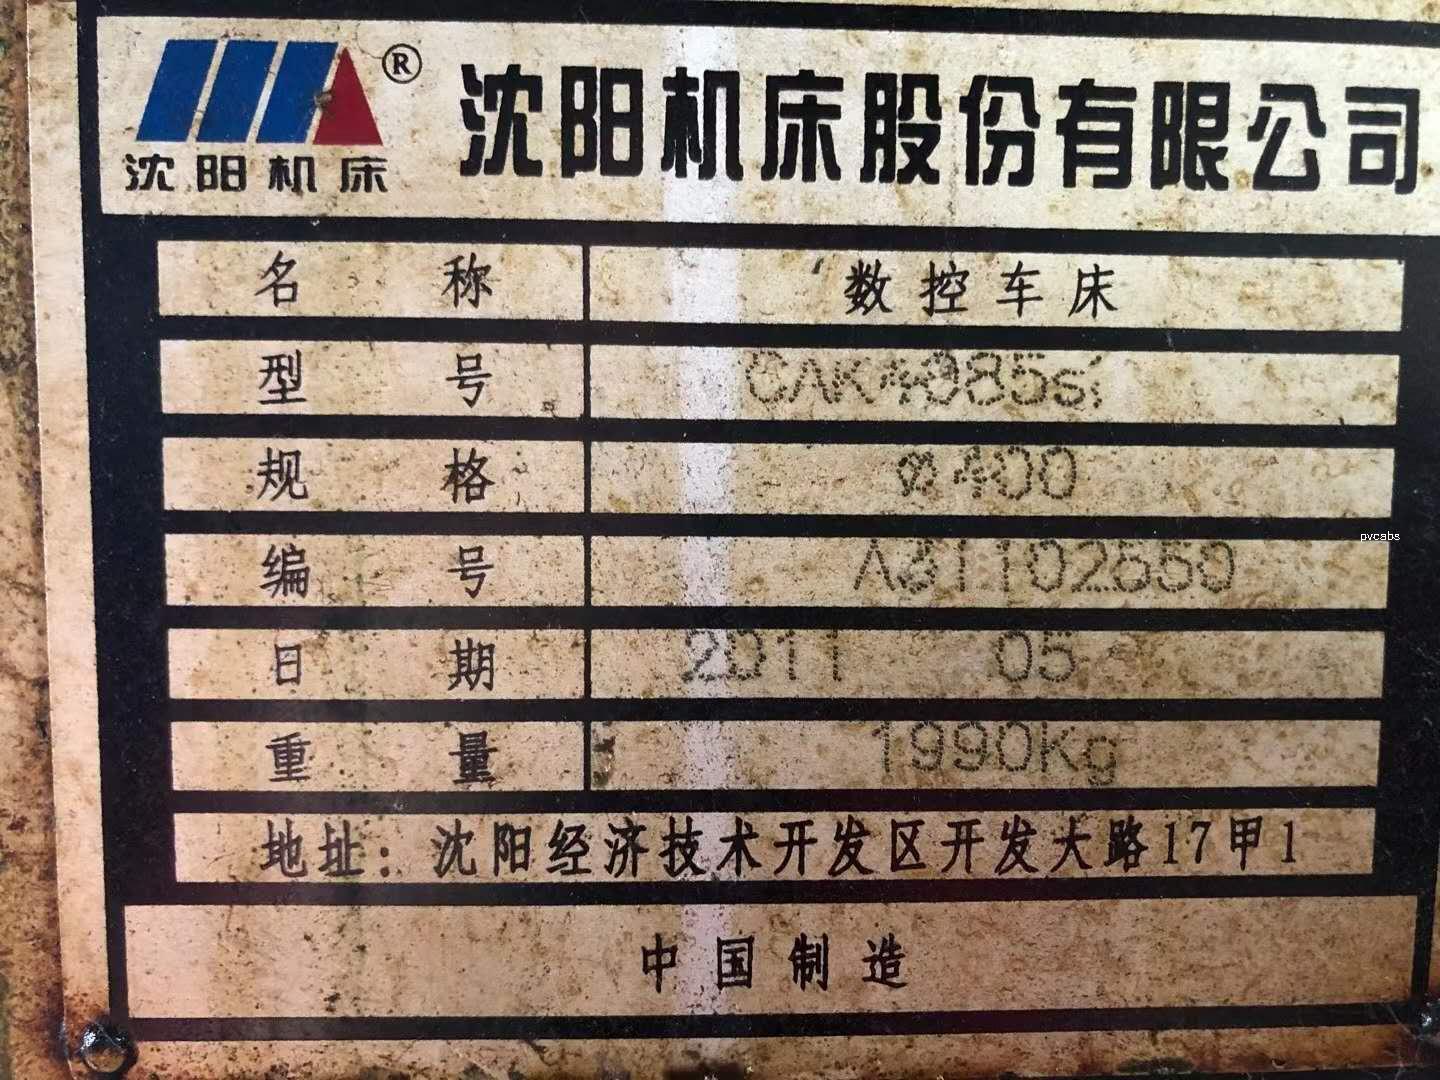 沈阳机床 ® 沈阳机床股份有限公司
名 称 数控车床
型 号 CAK4085si
规 格 ø400
编 号 A31102550
日 期 2011 05
重 量 1990Kg
地址：沈阳经济技术开发区开发大路17甲1
中国制造
pvcabs